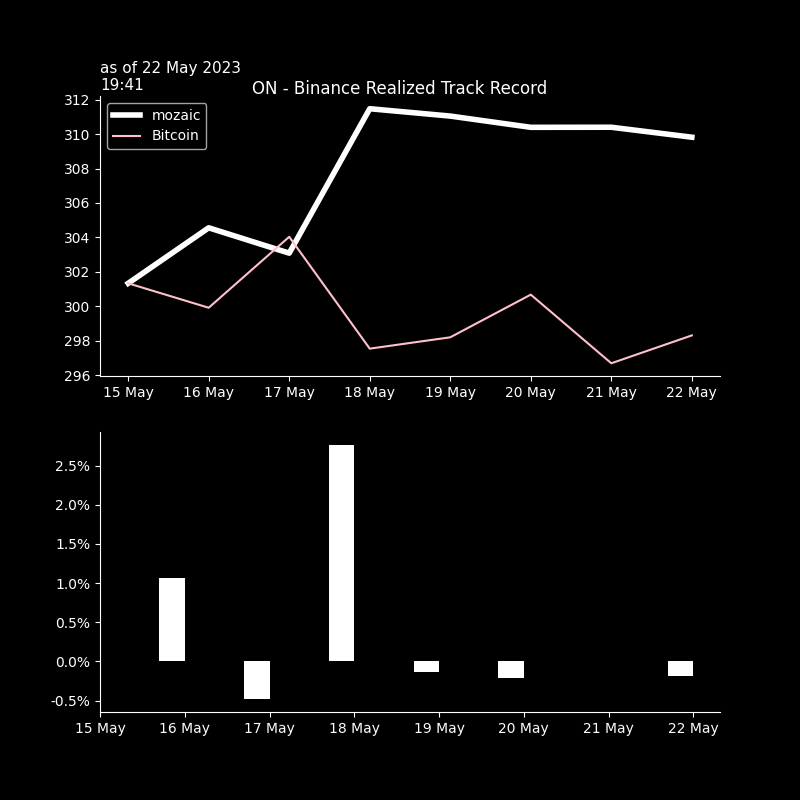 as of 22 May 2023
19:41
ON - Binance Realized Track Record
mozaic
Bitcoin
312
310
308
306
304
302
300
298
296
15 May 16 May 17 May 18 May 19 May 20 May 21 May 22 May
2.5%
2.0%
1.5%
1.0%
0.5%
0.0%
-0.5%
15 May 16 May 17 May 18 May 19 May 20 May 21 May 22 May